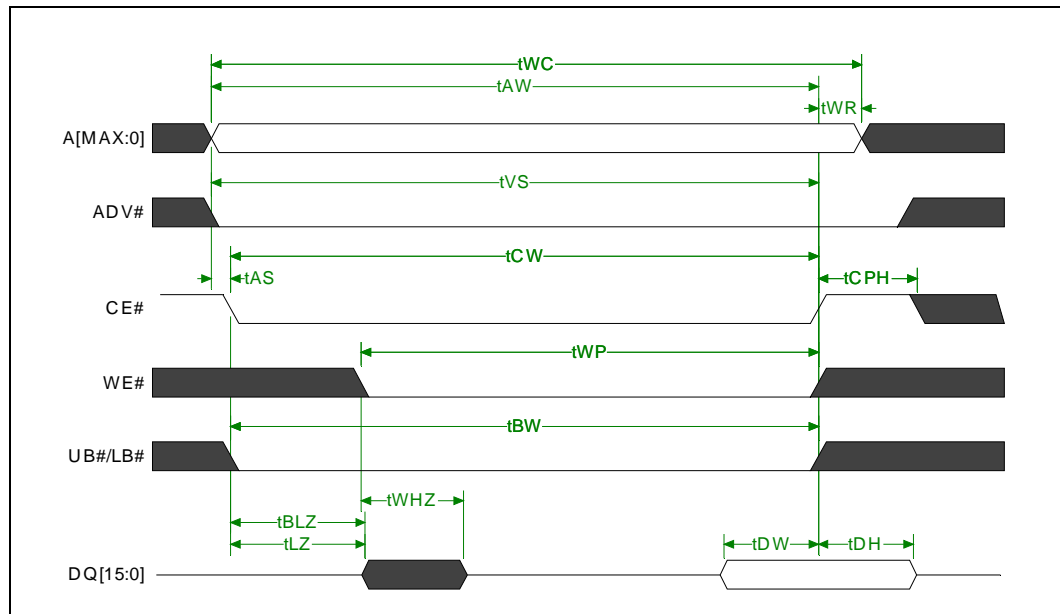 tWC
tAW
tWR
A[MAX:0]
tVS
ADV#
tCW
tAS
tCPH
CE#
tWP
WE#
tBW
UB#/LB#
tWHZ
tBLZ
tLZ
tDW
tDH
DQ[15:0]